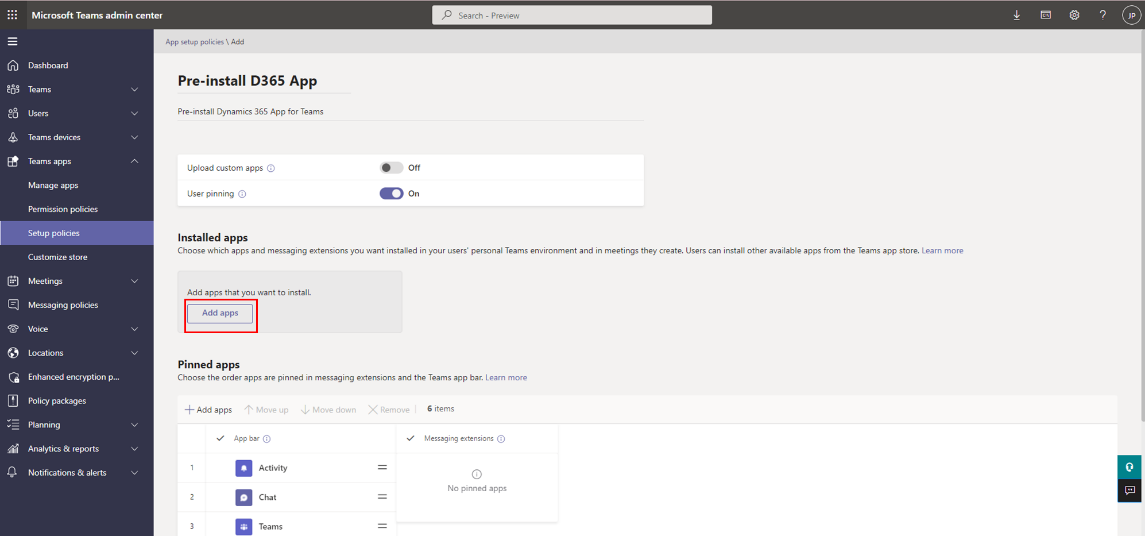 Microsoft Teams admin center
Search - Preview
JP
App setup policies \ Add
Dashboard
Teams
Users
Teams devices
Teams apps
Manage apps
Permission policies
Setup policies
Customize store
Meetings
Messaging policies
Voice
Locations
Enhanced encryption p...
Policy packages
Planning
Analytics & reports
Notifications & alerts
Pre-install D365 App
Pre-install Dynamics 365 App for Teams
Upload custom apps Off
User pinning On
Installed apps
Choose which apps and messaging extensions you want installed in your users' personal Teams environment and in meetings they create. Users can install other available apps from the Teams app store. Learn more
Add apps that you want to install.
Add apps
Pinned apps
Choose the order apps are pinned in messaging extensions and the Teams app bar. Learn more
Add apps Move up Move down Remove 6 items
App bar Messaging extensions
1 Activity
No pinned apps
2 Chat
3 Teams